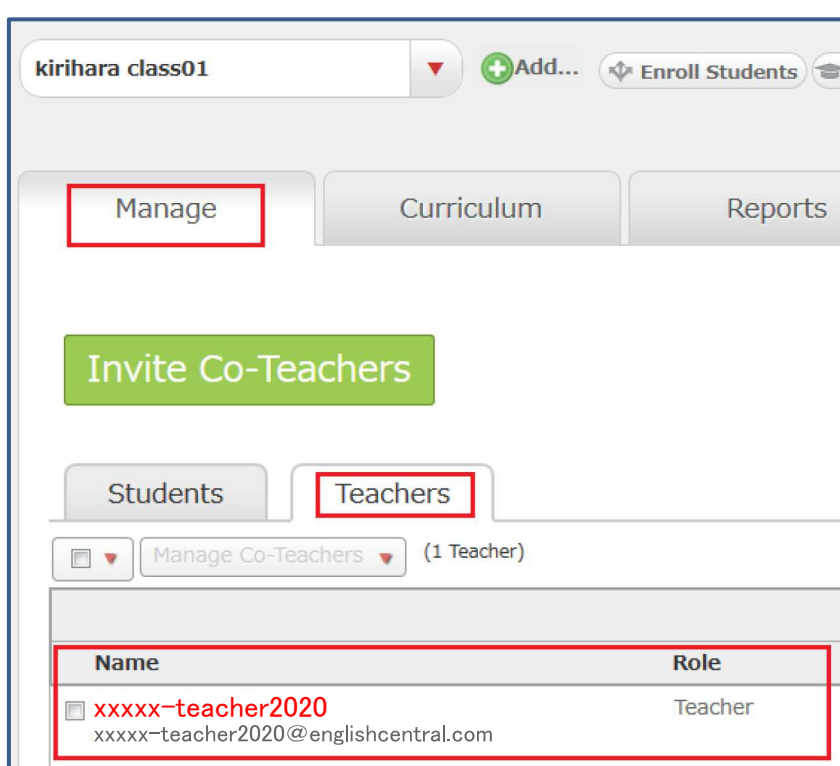 kirihara class01 Add... Enroll Students
Manage Curriculum Reports
Invite Co-Teachers
Students Teachers
Manage Co-Teachers (1 Teacher)
Name Role
xxxxx-teacher2020 Teacher
xxxxx-teacher2020@englishcentral.com